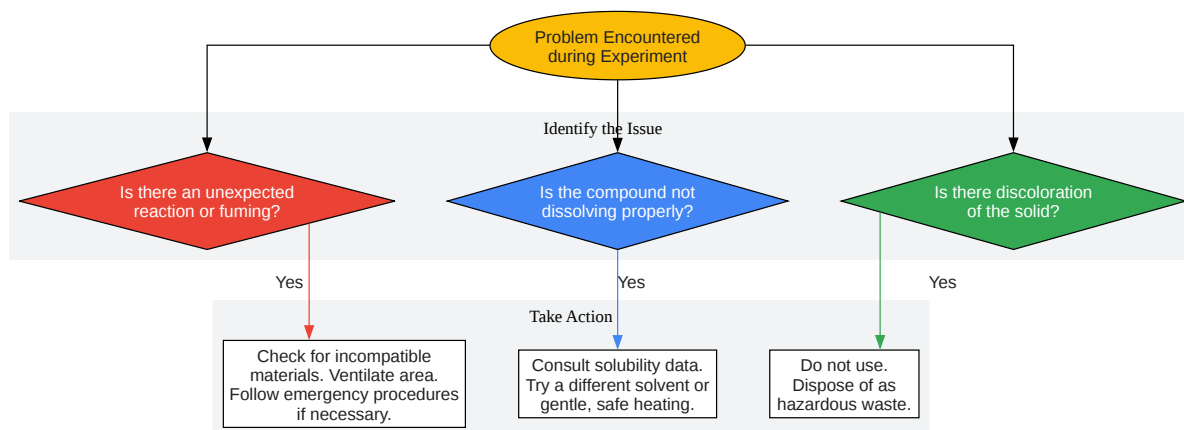 Problem Encountered
during Experiment
Identify the Issue
Is there an unexpected
reaction or fuming?
Is the compound not
dissolving properly?
Is there discoloration
of the solid?
Yes
Yes
Yes
Take Action
Check for incompatible
materials. Ventilate area.
Follow emergency procedures
if necessary.
Consult solubility data.
Try a different solvent or
gentle, safe heating.
Do not use.
Dispose of as
hazardous waste.